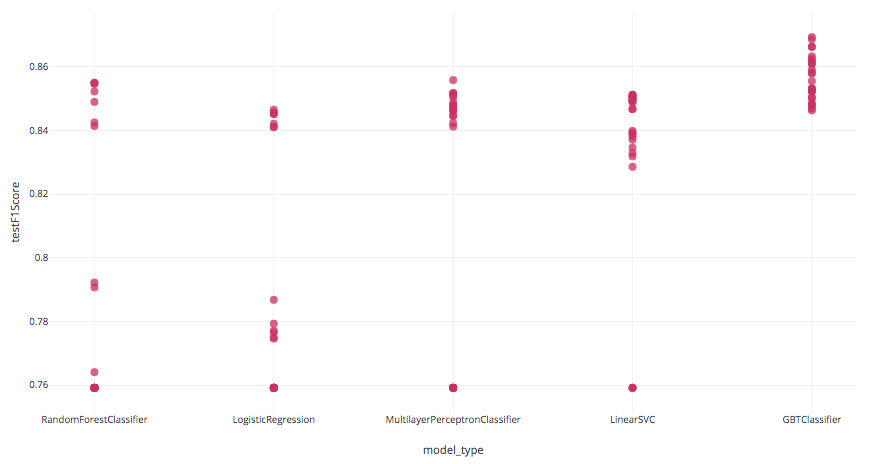 testF1Score
0.86
0.84
0.82
0.8
0.78
0.76
RandomForestClassifier LogisticRegression MultilayerPerceptronClassifier LinearSVC GBTClassifier
model_type